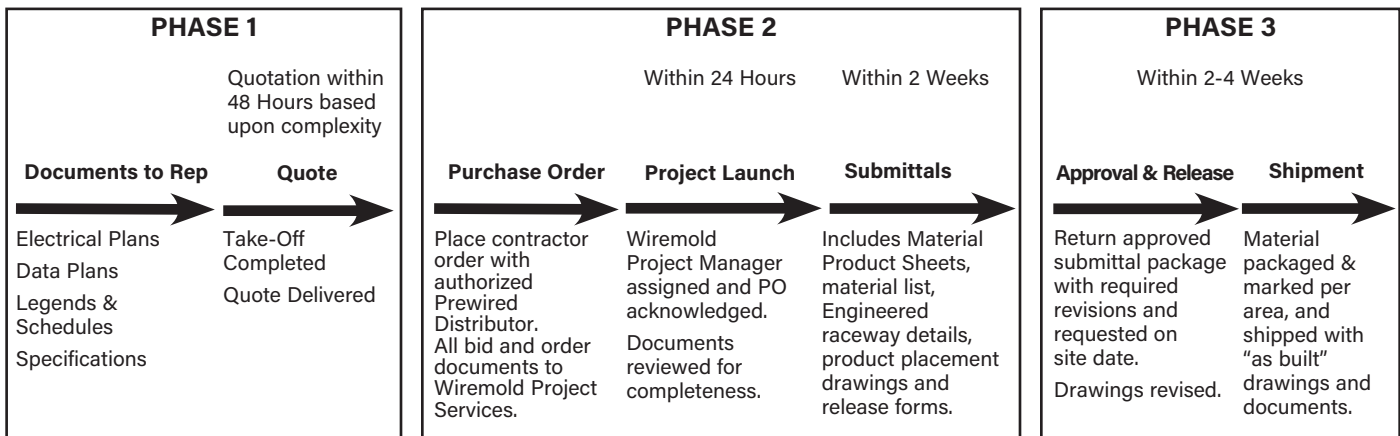 PHASE 1
Quotation within
48 Hours based
upon complexity
Documents to Rep
Electrical Plans
Data Plans
Legends &
Schedules
Specifications
Quote
Take-Off
Completed
Quote Delivered
PHASE 2
Purchase Order
Place contractor
order with
authorized
Prewired
Distributor.
All bid and order
documents to
Wiremold Project
Services.
Within 24 Hours
Project Launch
Wiremold
Project Manager
assigned and PO
acknowledged.
Documents
reviewed for
completeness.
Within 2 Weeks
Submittals
Includes Material
Product Sheets,
material list,
Engineered
raceway details,
product placement
drawings and
release forms.
PHASE 3
Within 2-4 Weeks
Approval & Release
Return approved
submittal package
with required
revisions and
requested on
site date.
Drawings revised.
Shipment
Material
packaged &
marked per
area, and
shipped with
“as built”
drawings and
documents.